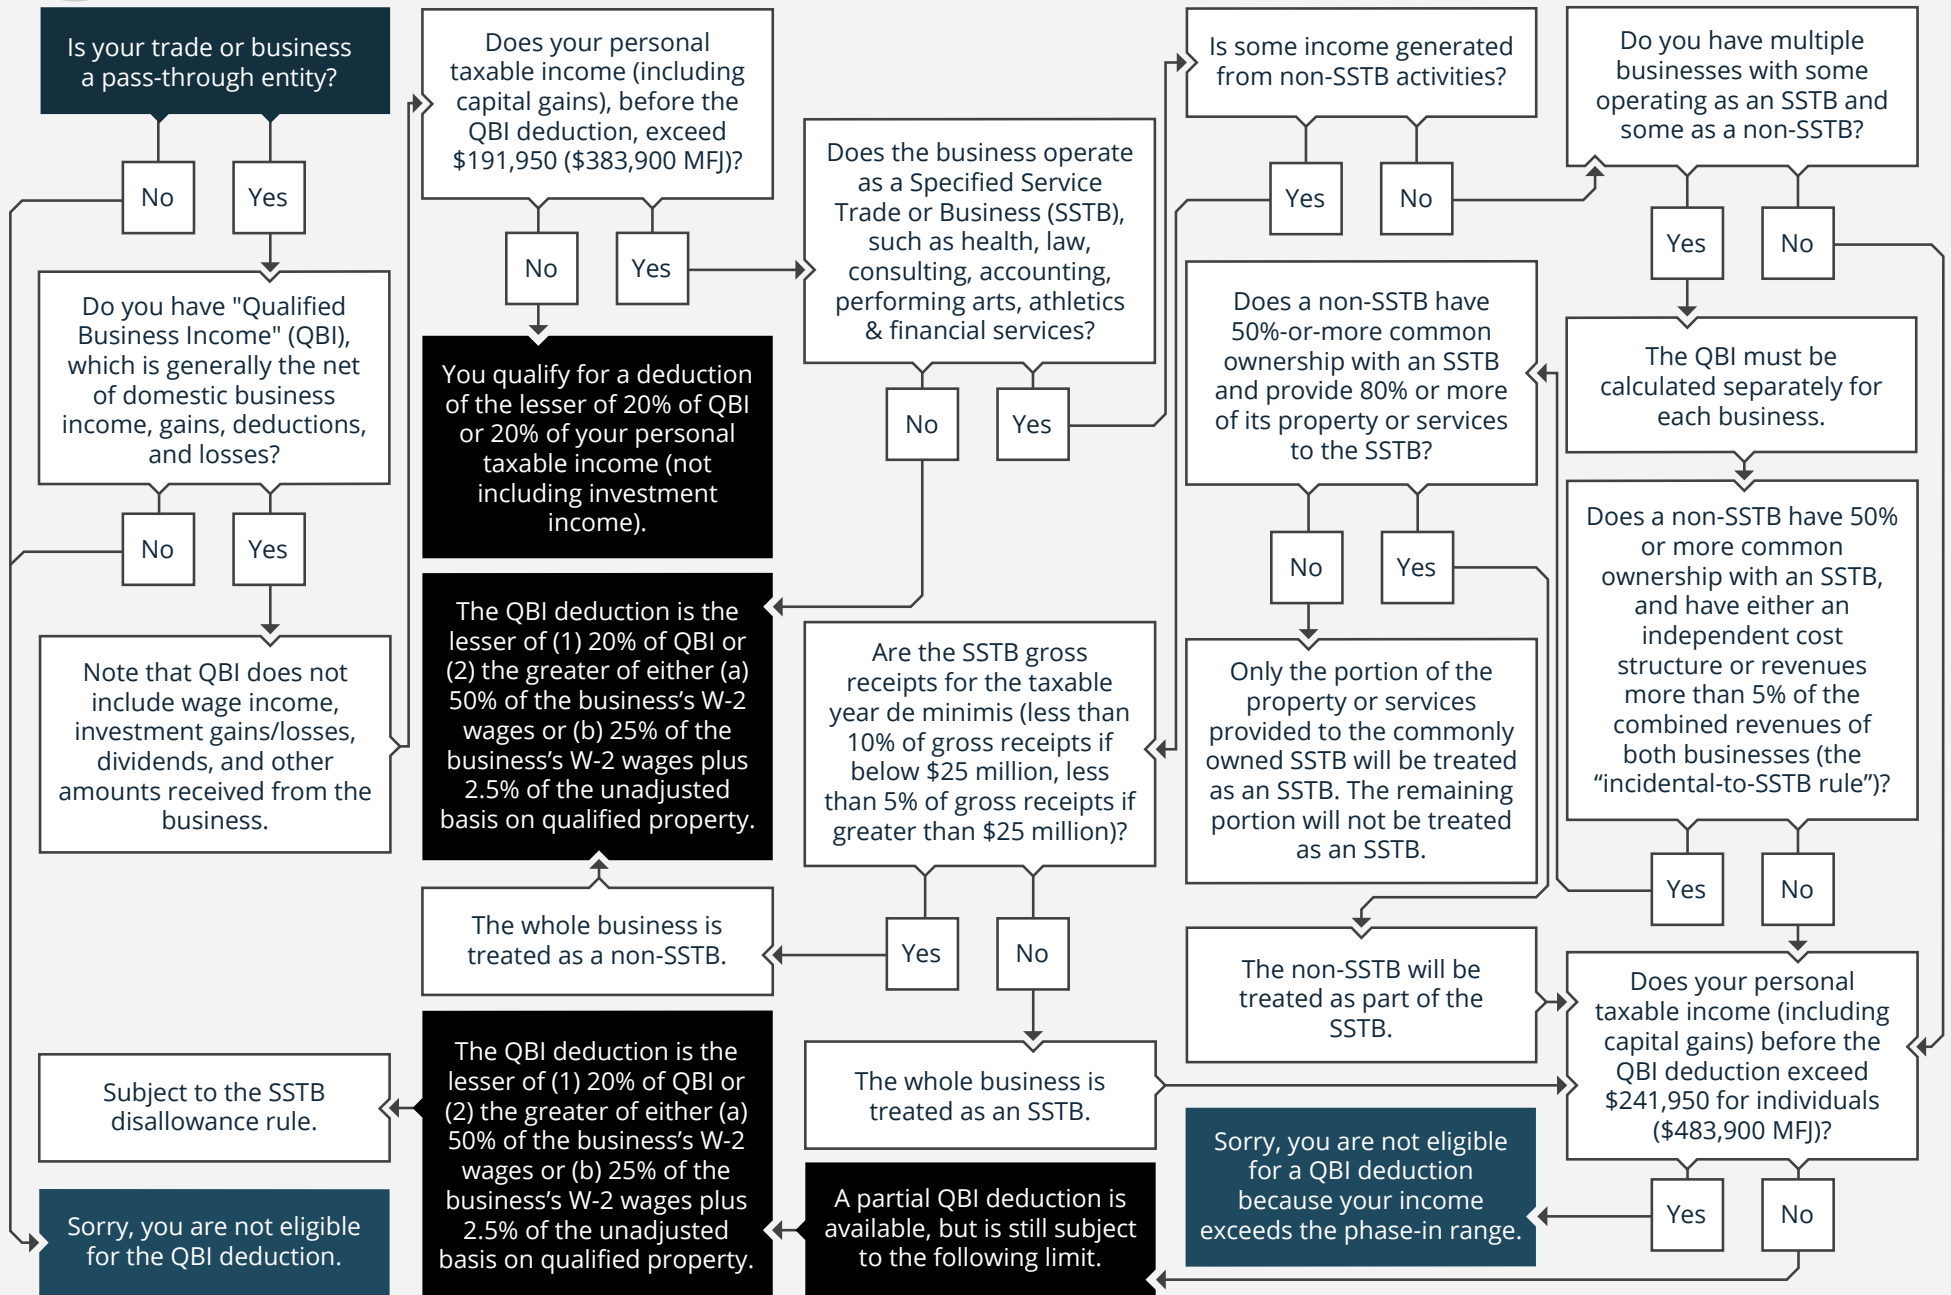 Is your trade or business
a pass-through entity?
No
Yes
Do you have "Qualified
Business Income" (QBI),
which is generally the net
of domestic business
income, gains, deductions,
and losses?
No
Yes
Note that QBI does not
include wage income,
investment gains/losses,
dividends, and other
amounts received from the
business.
Subject to the SSTB
disallowance rule.
Sorry, you are not eligible
for the QBI deduction.
Does your personal
taxable income (including
capital gains), before the
QBI deduction, exceed
$191,950 ($383,900 MFJ)?
No
Yes
You qualify for a deduction
of the lesser of 20% of QBI
or 20% of your personal
taxable income (not
including investment
income).
The QBI deduction is the
lesser of (1) 20% of QBI or
(2) the greater of either (a)
50% of the business’s W-2
wages or (b) 25% of the
business’s W-2 wages plus
2.5% of the unadjusted
basis on qualified property.
The whole business is
treated as a non-SSTB.
The QBI deduction is the
lesser of (1) 20% of QBI or
(2) the greater of either (a)
50% of the business’s W-2
wages or (b) 25% of the
business’s W-2 wages plus
2.5% of the unadjusted
basis on qualified property.
Does the business operate
as a Specified Service
Trade or Business (SSTB),
such as health, law,
consulting, accounting,
performing arts, athletics
& financial services?
No
Yes
Are the SSTB gross
receipts for the taxable
year de minimis (less than
10% of gross receipts if
below $25 million, less
than 5% of gross receipts if
greater than $25 million)?
Yes
No
The whole business is
treated as an SSTB.
A partial QBI deduction is
available, but is still subject
to the following limit.
Is some income generated
from non-SSTB activities?
Yes
No
Does a non-SSTB have
50%-or-more common
ownership with an SSTB
and provide 80% or more
of its property or services
to the SSTB?
No
Yes
Only the portion of the
property or services
provided to the commonly
owned SSTB will be treated
as an SSTB. The remaining
portion will not be treated
as an SSTB.
The non-SSTB will be
treated as part of the
SSTB.
Sorry, you are not eligible
for a QBI deduction
because your income
exceeds the phase-in range.
Do you have multiple
businesses with some
operating as an SSTB and
some as a non-SSTB?
Yes
No
The QBI must be
calculated separately for
each business.
Does a non-SSTB have 50%
or more common
ownership with an SSTB,
and have either an
independent cost
structure or revenues
more than 5% of the
combined revenues of
both businesses (the
“incidental-to-SSTB rule”)?
Yes
No
Does your personal
taxable income (including
capital gains) before the
QBI deduction exceed
$241,950 for individuals
($483,900 MFJ)?
Yes
No